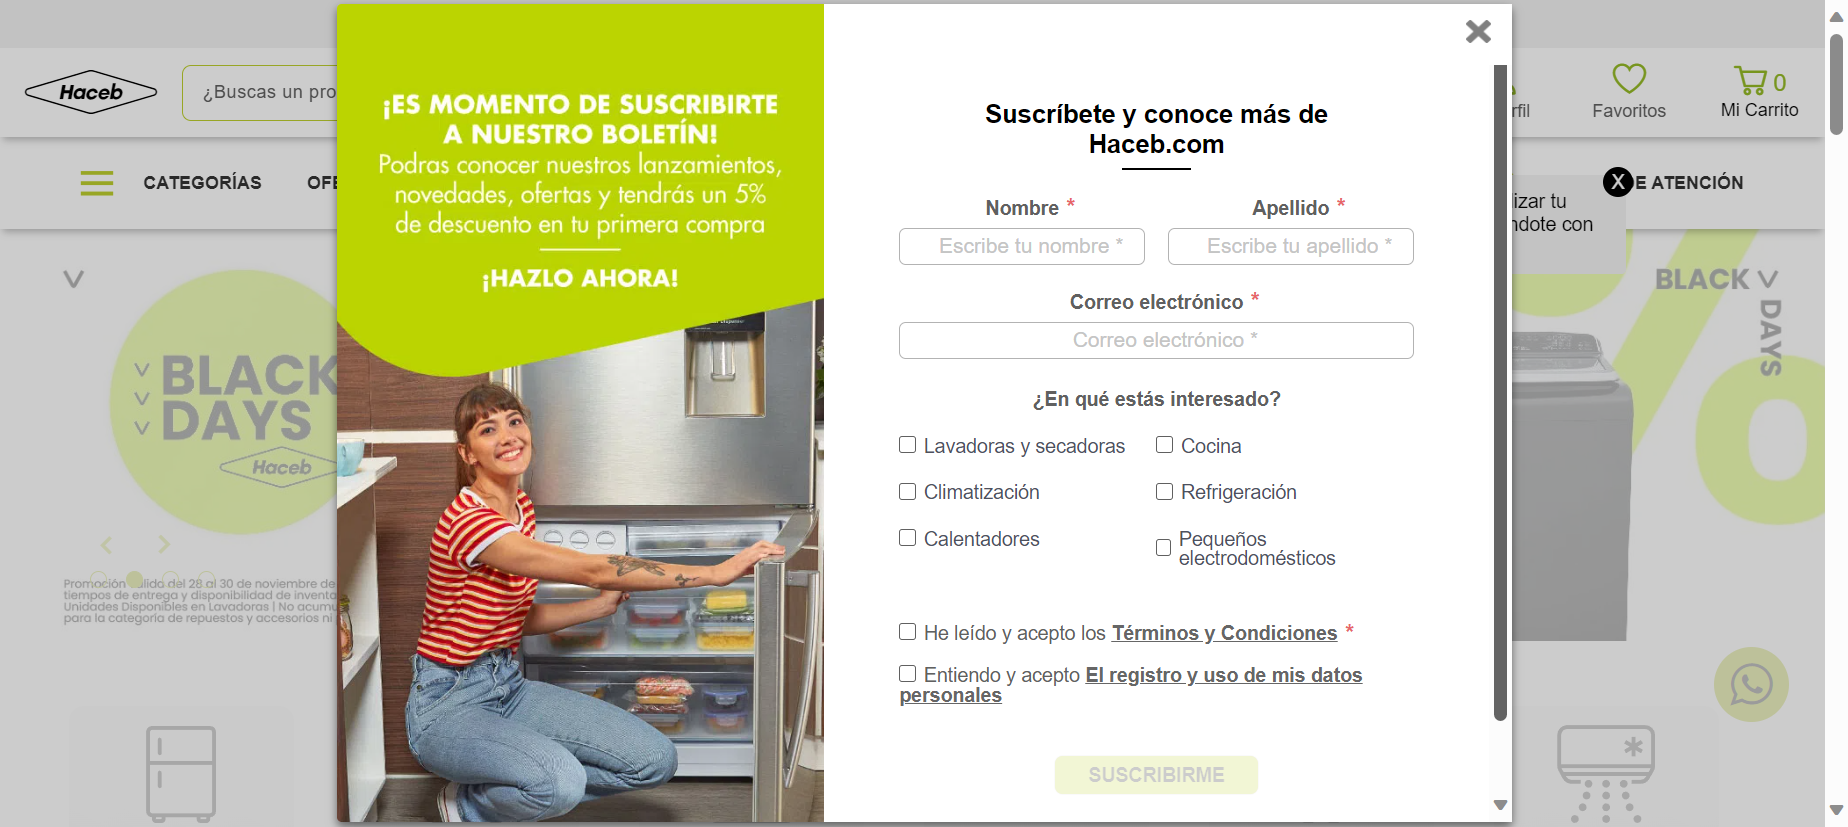 Haceb
¿Buscas un pro
rfil
Favoritos
0
Mi Carrito
CATEGORÍAS
OFE
E ATENCIÓN
X
izar tu
ndote con
¡ES MOMENTO DE SUSCRIBIRTE
A NUESTRO BOLETÍN!
Podras conocer nuestros lanzamientos,
novedades, ofertas y tendrás un 5%
de descuento en tu primera compra
¡HAZLO AHORA!
Suscríbete y conoce más de
Haceb.com
Nombre *
Apellido *
Escribe tu nombre *
Escribe tu apellido *
Correo electrónico *
Correo electrónico *
¿En qué estás interesado?
Lavadoras y secadoras
Cocina
Climatización
Refrigeración
Calentadores
Pequeños
electrodomésticos
He leído y acepto los Términos y Condiciones *
Entiendo y acepto El registro y uso de mis datos
personales
SUSCRIBIRME
BLACK
DAYS
Haceb
Promoción válido del 28 al 30 de noviembre de
tiempos de entrega y disponibilidad de inventa
Unidades Disponibles en Lavadoras | No acumu
para la categoría de repuestos y accesorios ni
BLACK
DAYS
%